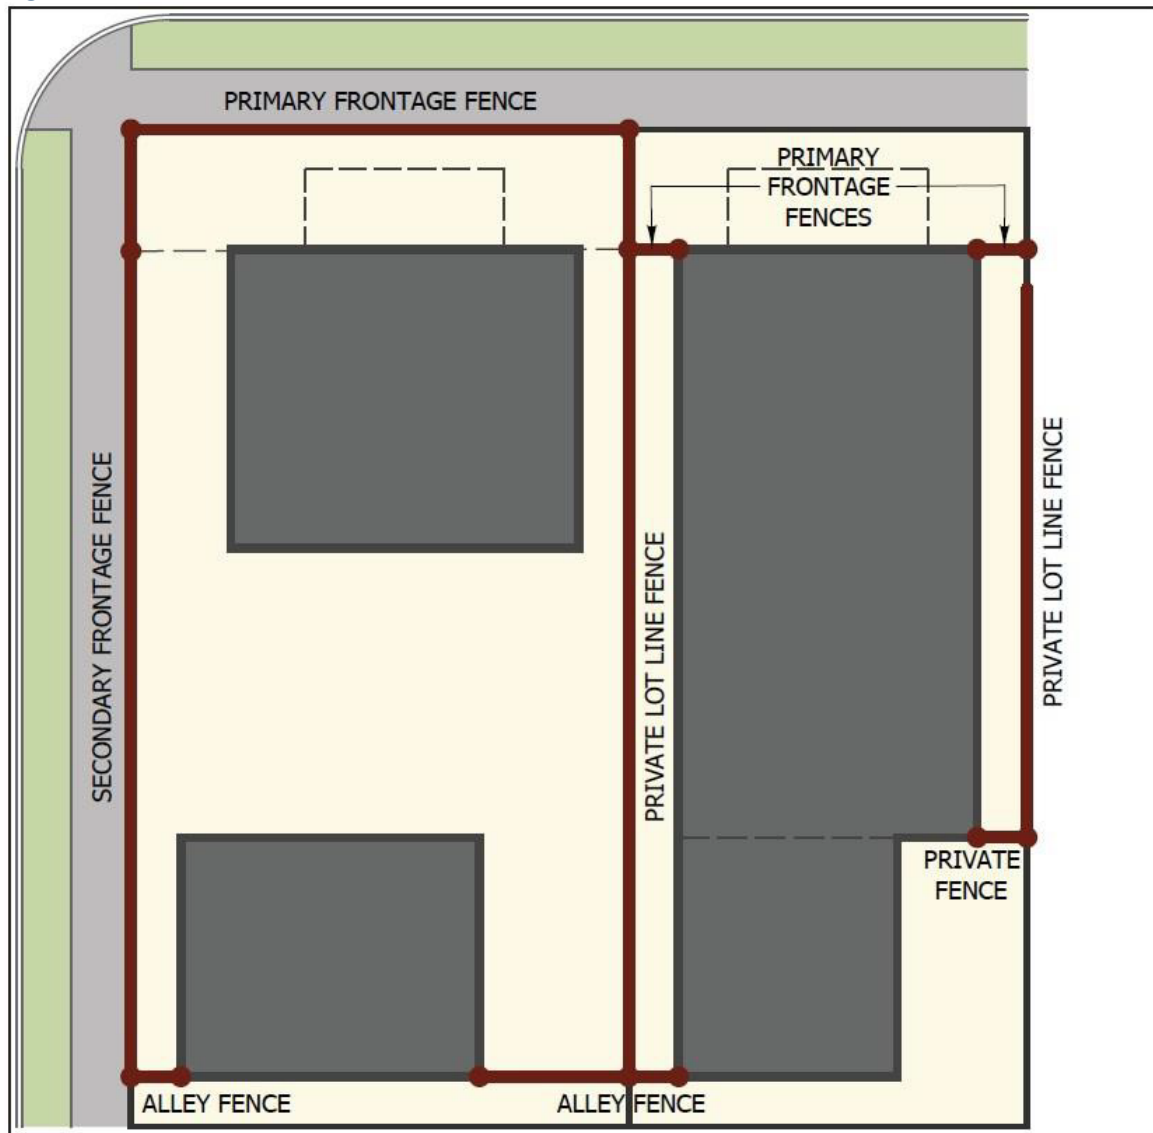 PRIMARY FRONTAGE FENCE
PRIMARY
FRONTAGE
FENCES
SECONDARY FRONTAGE FENCE
PRIVATE LOT LINE FENCE
PRIVATE LOT LINE FENCE
PRIVATE
FENCE
ALLEY FENCE
ALLEY FENCE